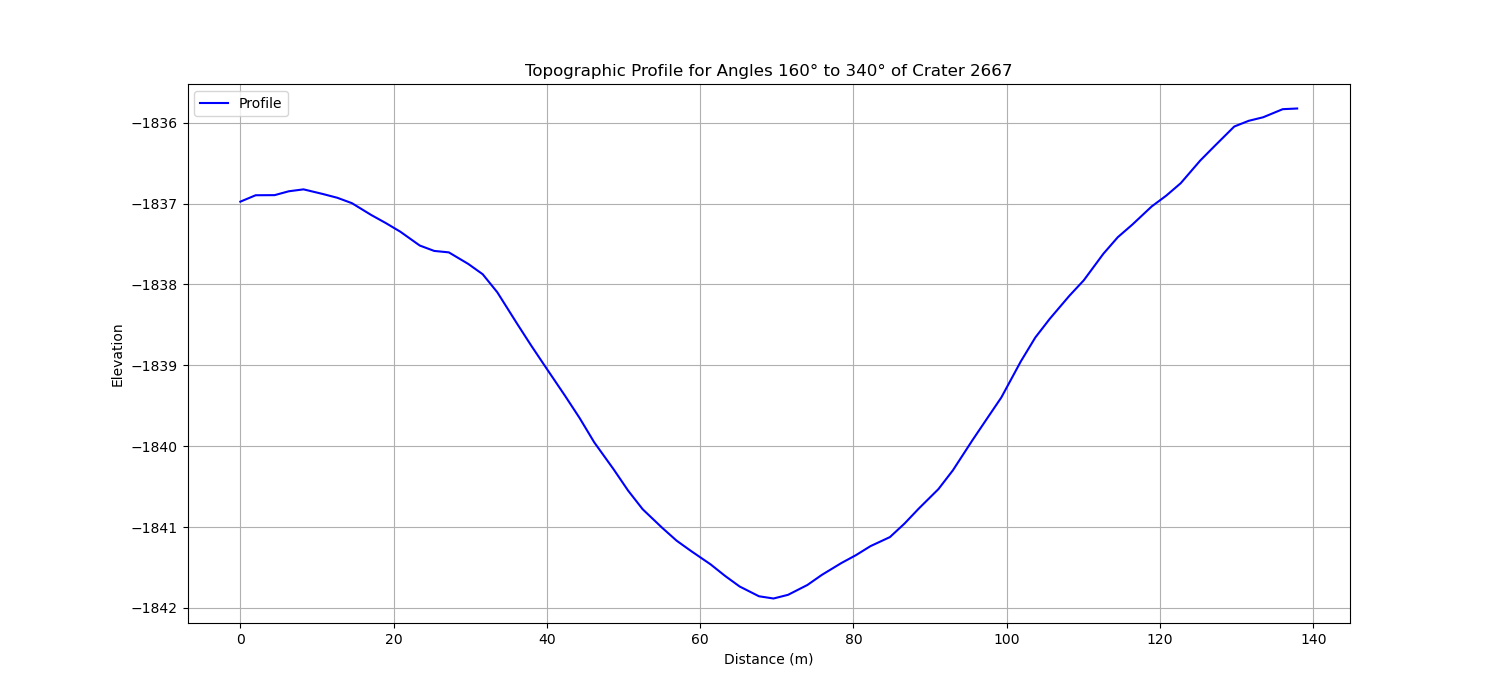 Topographic Profile for Angles 160° to 340° of Crater 2667
Profile
−1836
−1837
−1838
−1839
−1840
−1841
−1842
Elevation
0 20 40 60 80 100 120 140
Distance (m)